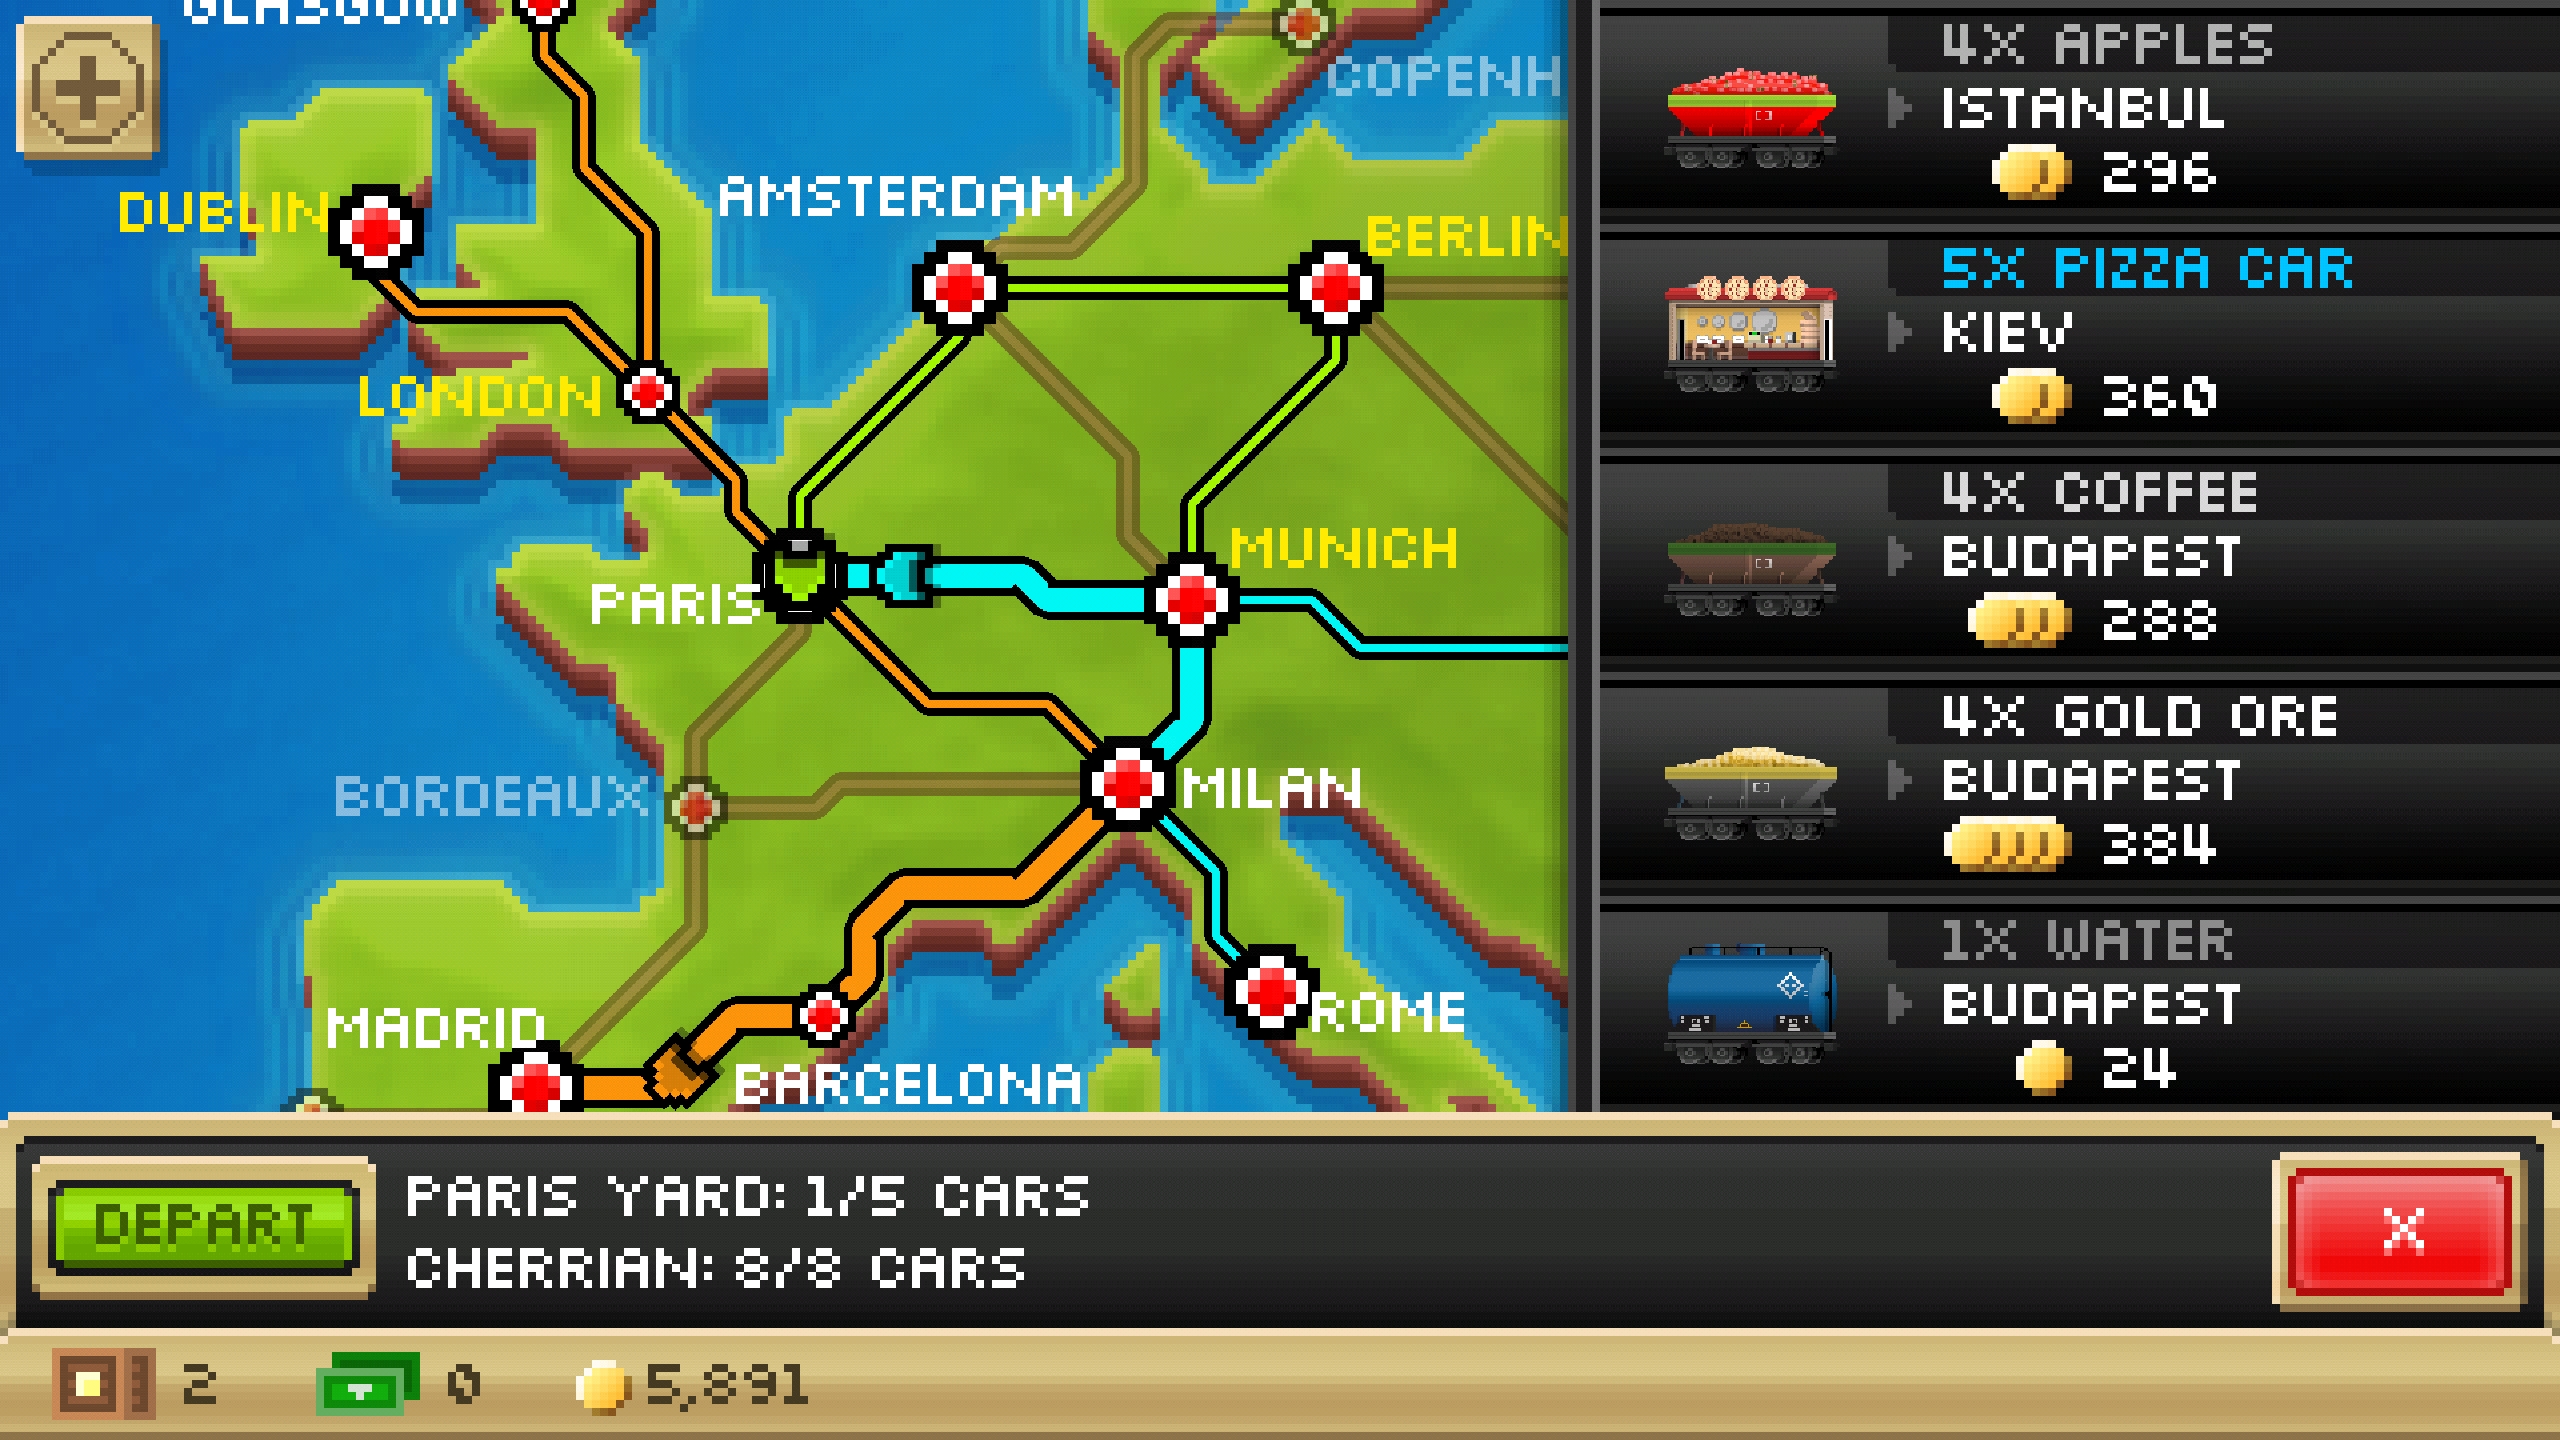 GLASGOW
COPENH
DUBLIN
AMSTERDAM
BERLIN
LONDON
MUNICH
PARIS
BORDEAUX
MILAN
MADRID
ROME
BARCELONA
4X APPLES
ISTANBUL
296
5X PIZZA CAR
KIEV
360
4X COFFEE
BUDAPEST
288
4X GOLD ORE
BUDAPEST
384
1X WATER
BUDAPEST
24
DEPART
PARIS YARD: 1/5 CARS
CHERRIAN: 8/8 CARS
X
2
0
5,891